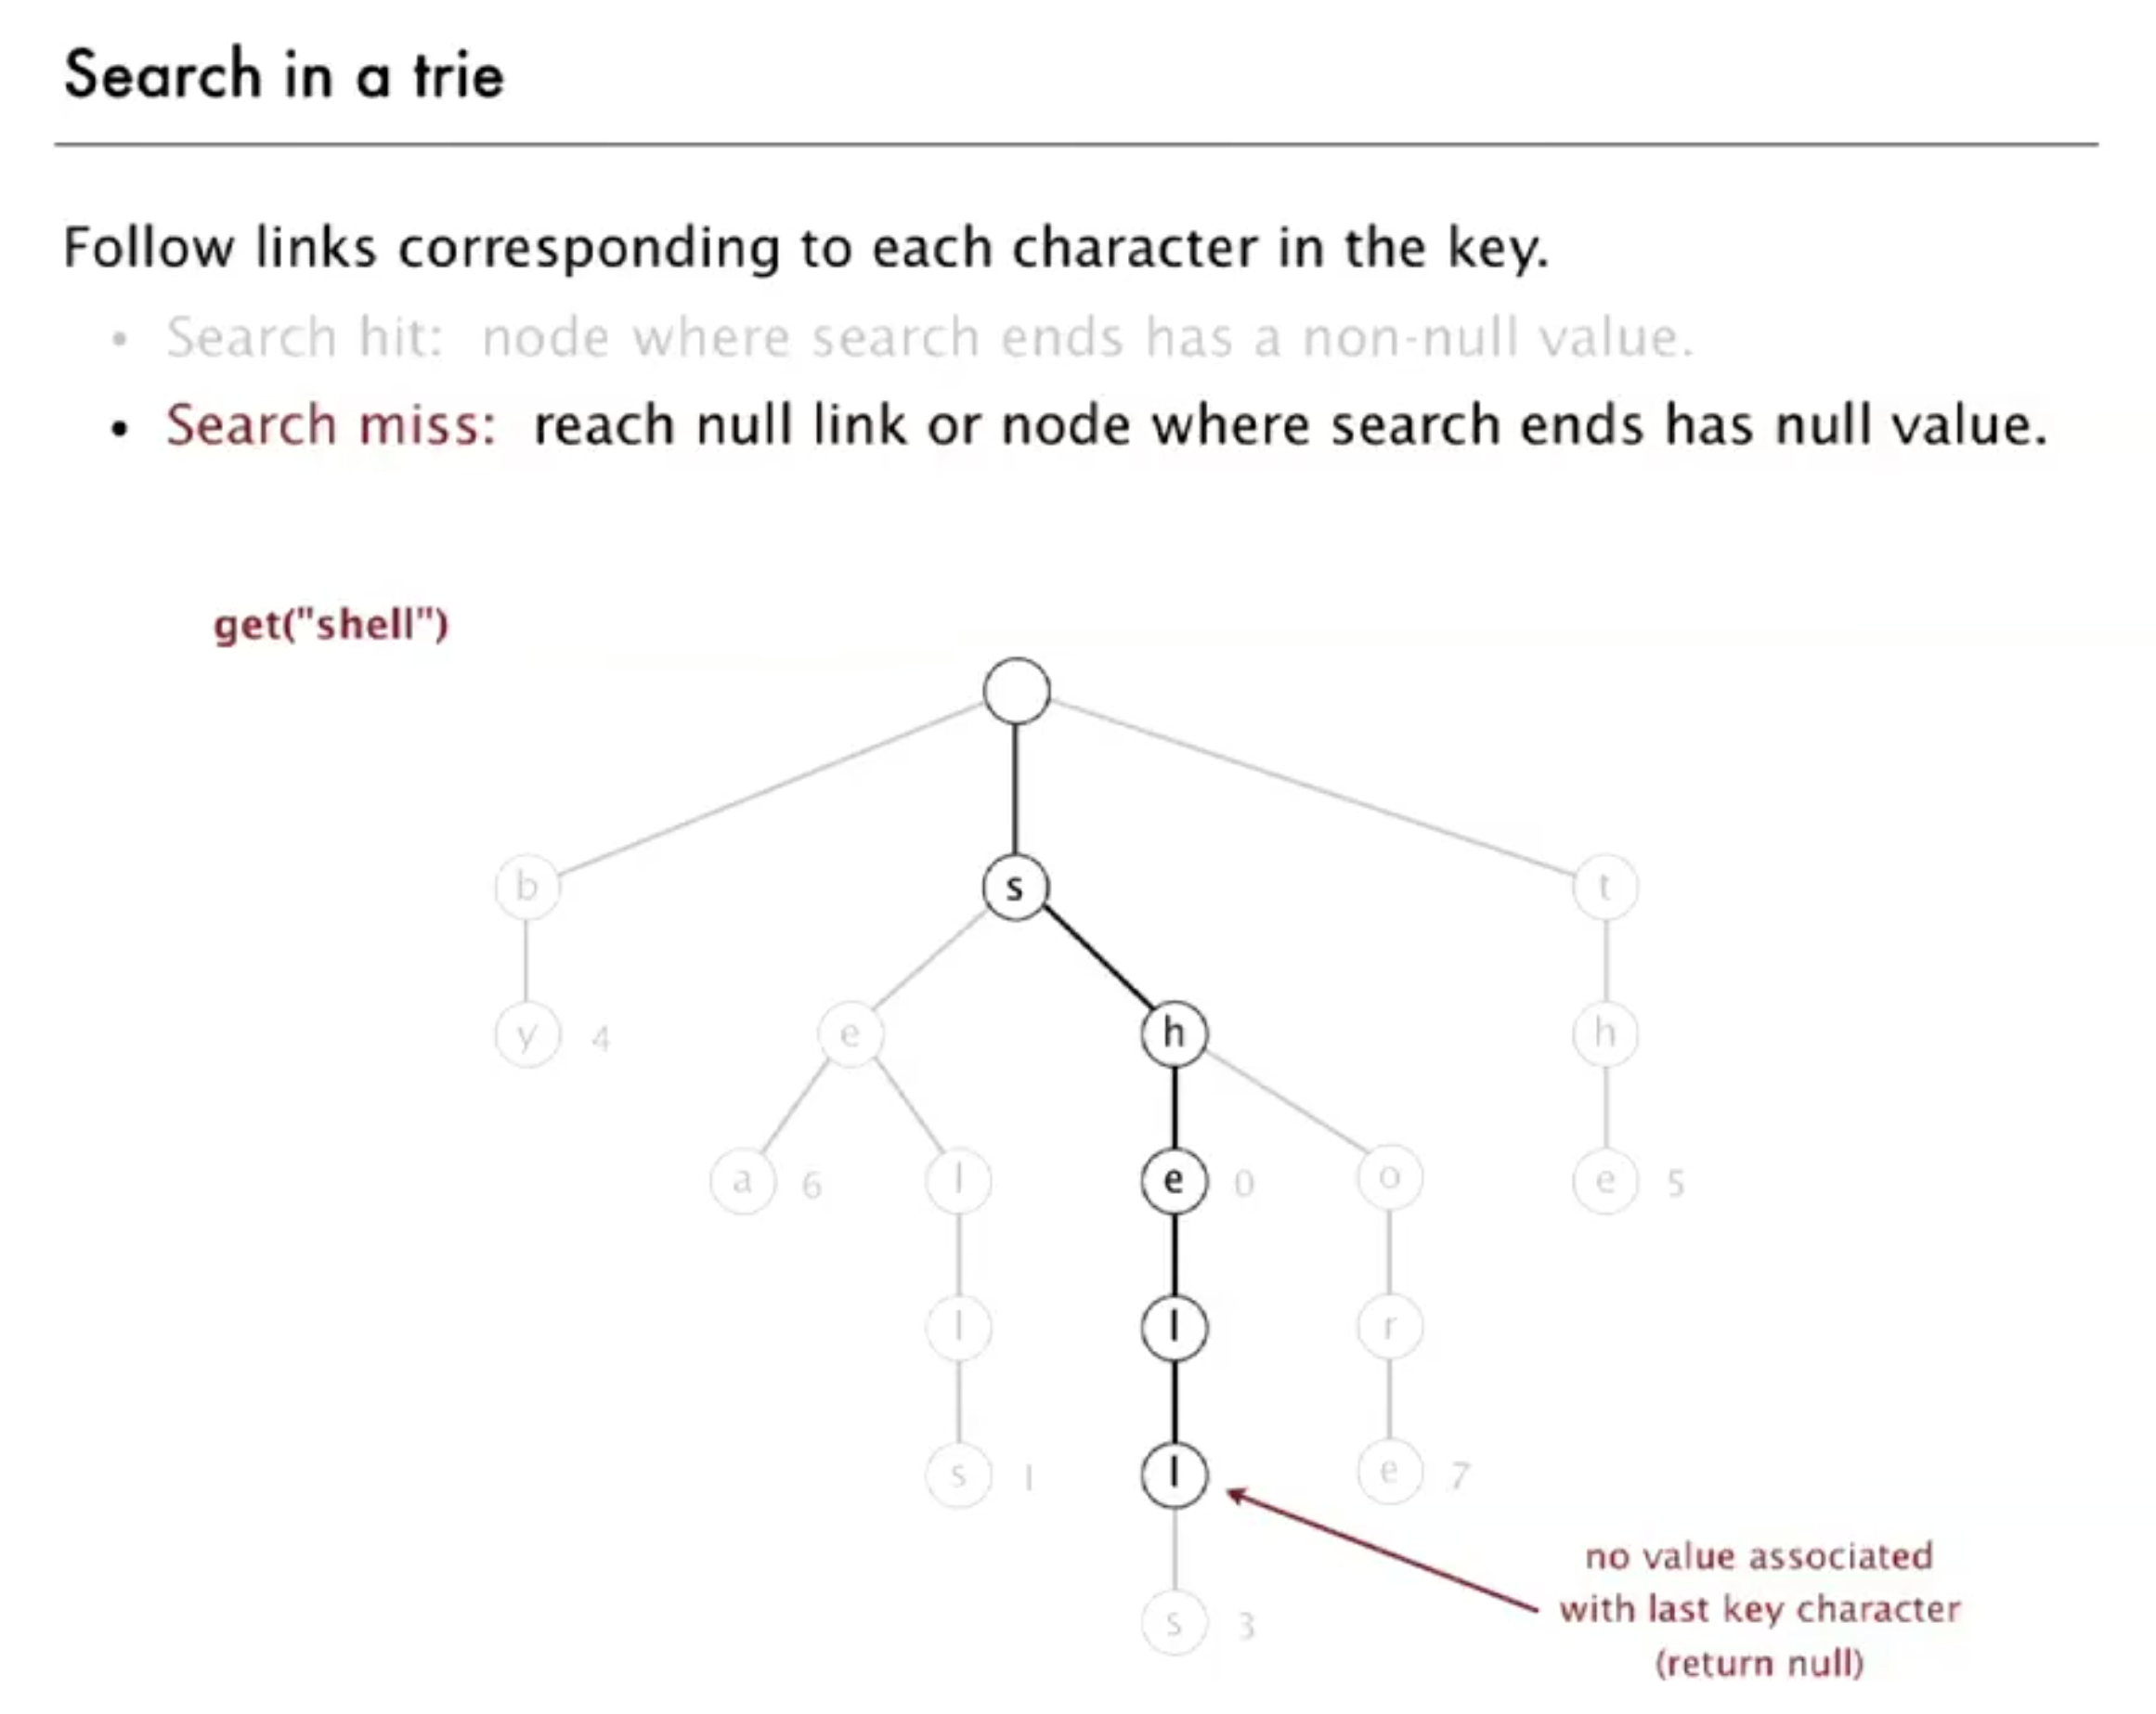 Search in a trie
Follow links corresponding to each character in the key.
• Search hit: node where search ends has a non-null value.
• Search miss: reach null link or node where search ends has null value.
get("shell")
b s t
y 4 e h h
a 6 l e 0 o e 5
l l r
s 1 l e 7
s 3
no value associated
with last key character
(return null)